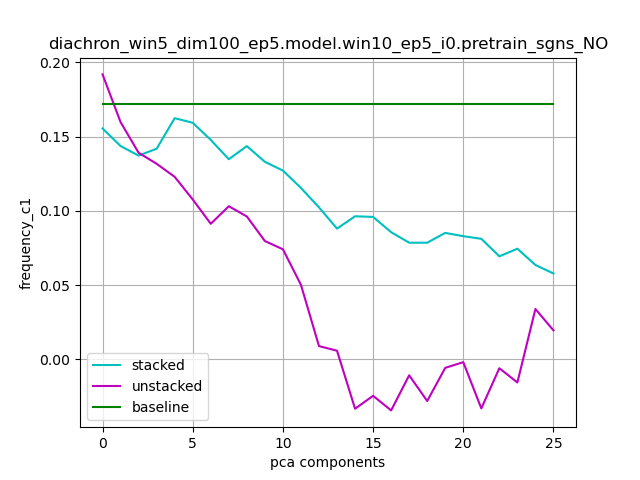 diachron_win5_dim100_ep5.model.win10_ep5_i0.pretrain_sgns_NO
0.20
0.15
0.10
0.05
0.00
frequency_c1
stacked
unstacked
baseline
0 5 10 15 20 25
pca components